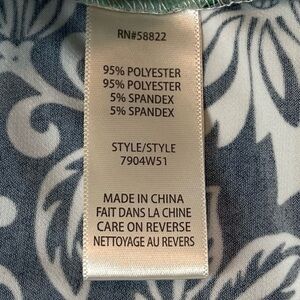 RN#58822
95% POLYESTER
95% POLYESTER
5% SPANDEX
5% SPANDEX
STYLE/STYLE
7904W51
MADE IN CHINA
FAIT DANS LA CHINE
CARE ON REVERSE
NETTOYAGE AU REVERS